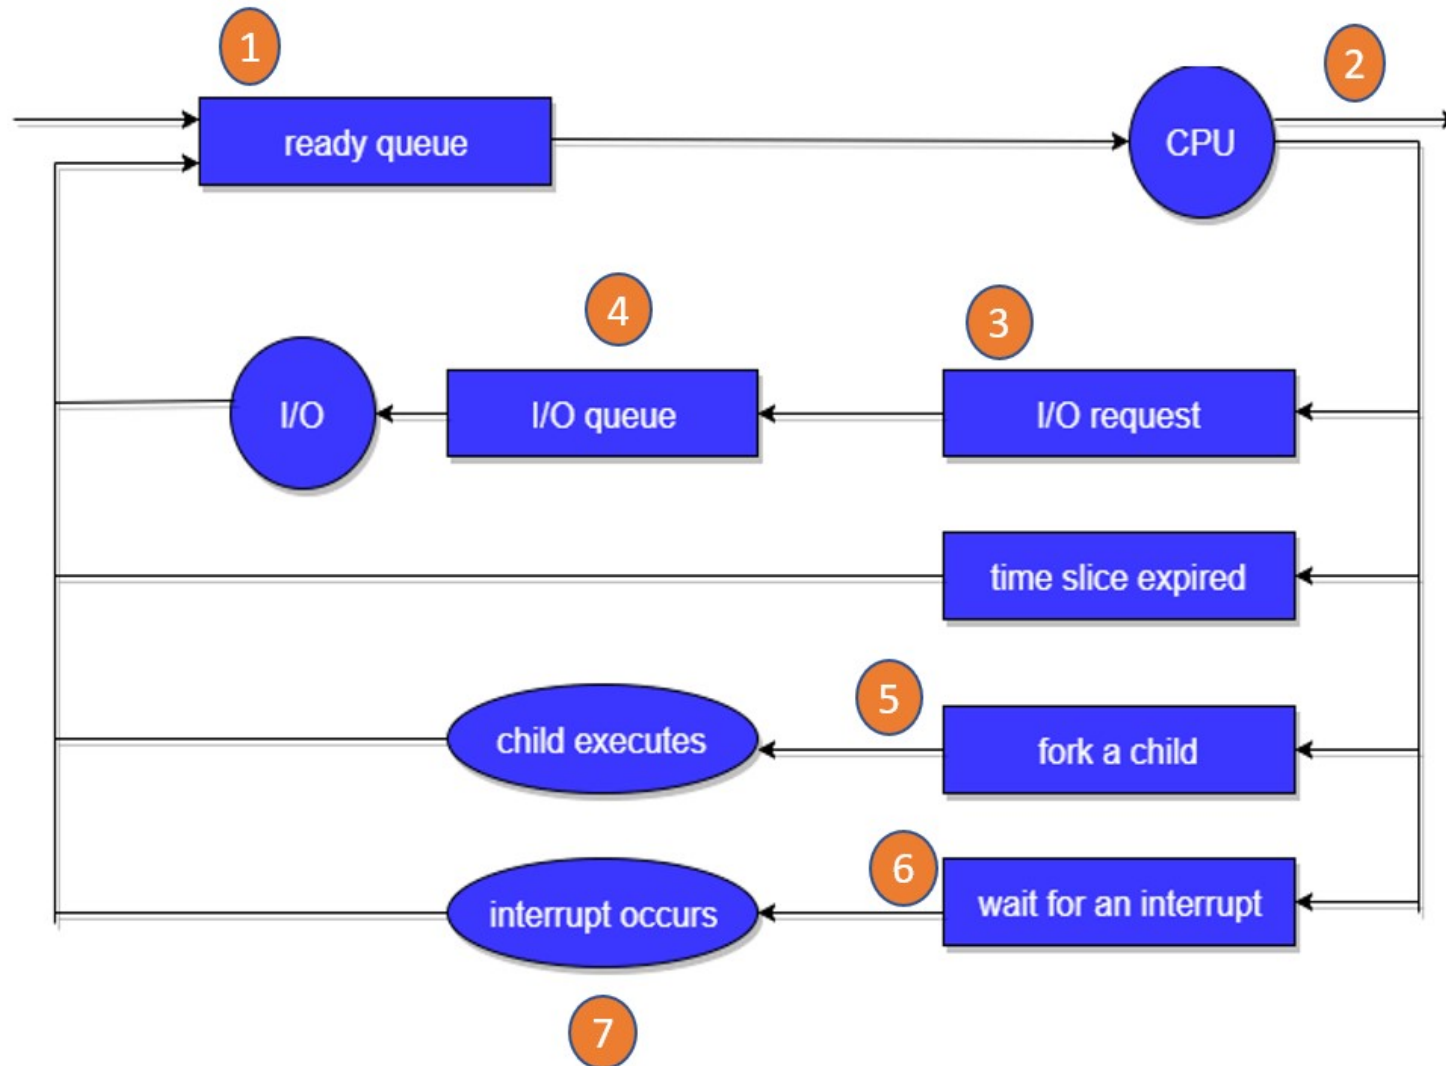 1
2
ready queue
CPU
4
3
I/O
I/O queue
I/O request
time slice expired
5
child executes
fork a child
6
interrupt occurs
wait for an interrupt
7